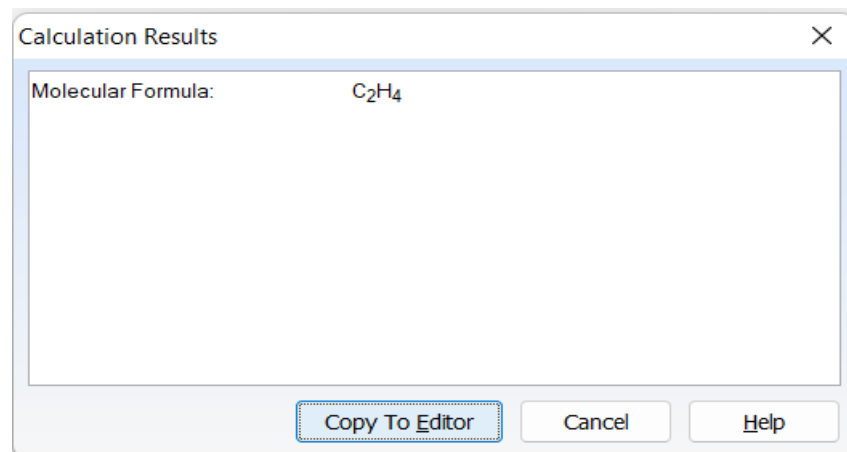 Calculation Results
Molecular Formula: C₂H₄
Copy To Editor Cancel Help